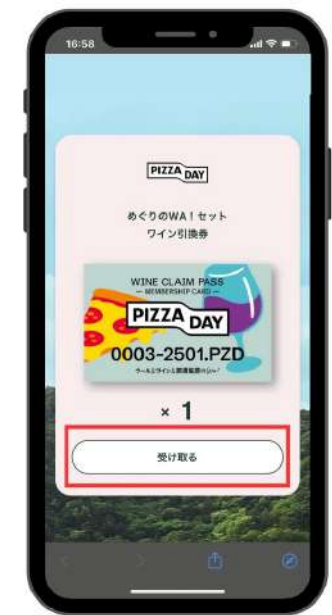 16:58
PIZZA DAY
めぐりのWA！セット
ワイン引換券
WINE CLAIM PASS
— MEMBERSHIP CARD —
PIZZA DAY
0003-2501.PZD
× 1
受け取る